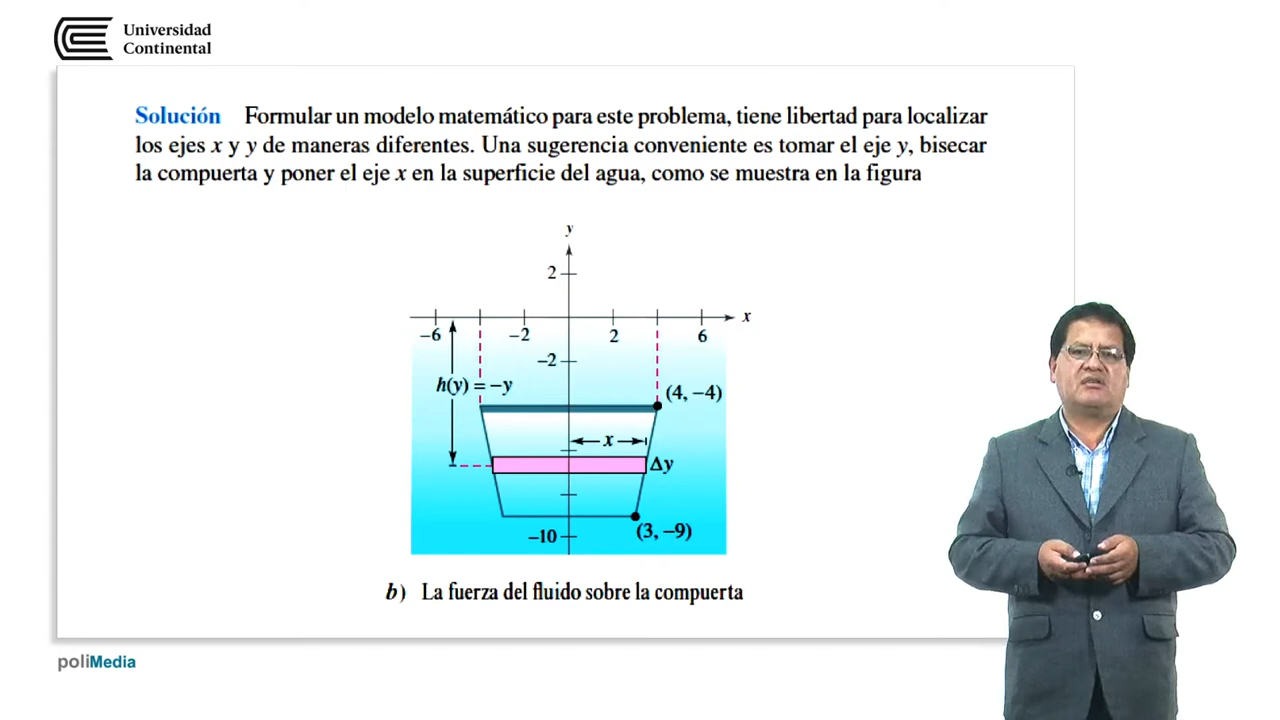 Universidad
Continental
Solución Formular un modelo matemático para este problema, tiene libertad para localizar
los ejes x y y de maneras diferentes. Una sugerencia conveniente es tomar el eje y, bisecar
la compuerta y poner el eje x en la superficie del agua, como se muestra en la figura
y
2
x
−6 −2 2 6
−2
h(y) = −y
(4, −4)
x
Δy
(3, −9)
−10
b) La fuerza del fluido sobre la compuerta
poliMedia